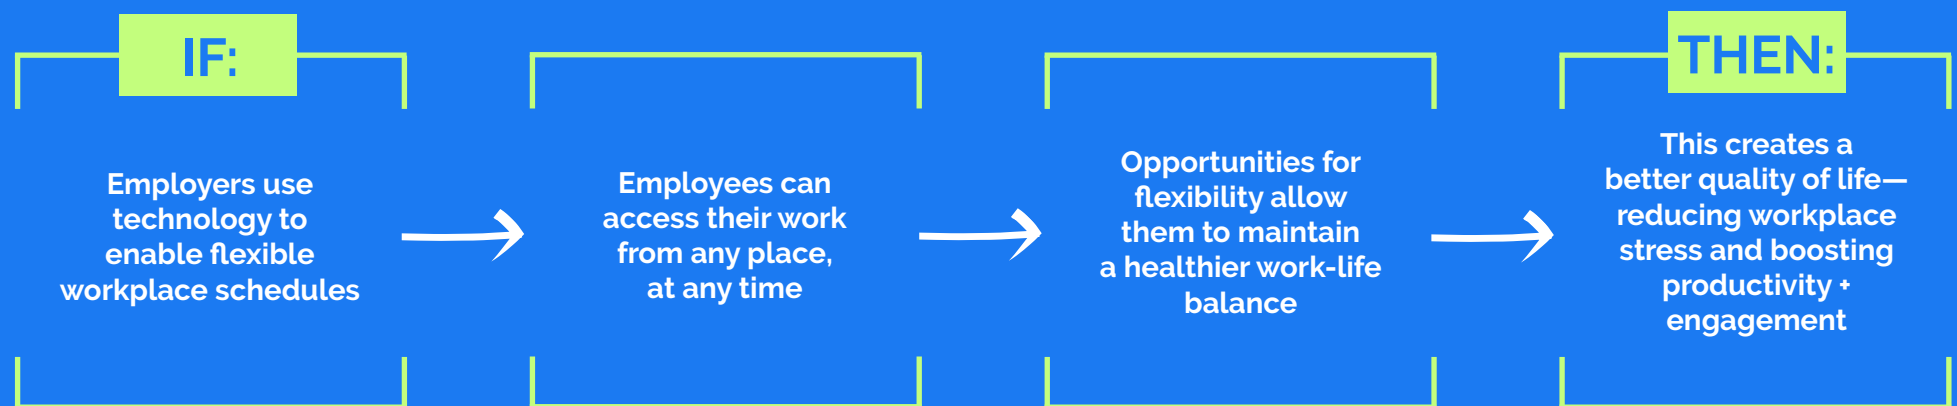 IF:
Employers use
technology to
enable flexible
workplace schedules
Employees can
access their work
from any place,
at any time
Opportunities for
flexibility allow
them to maintain
a healthier work-life
balance
THEN:
This creates a
better quality of life—
reducing workplace
stress and boosting
productivity +
engagement